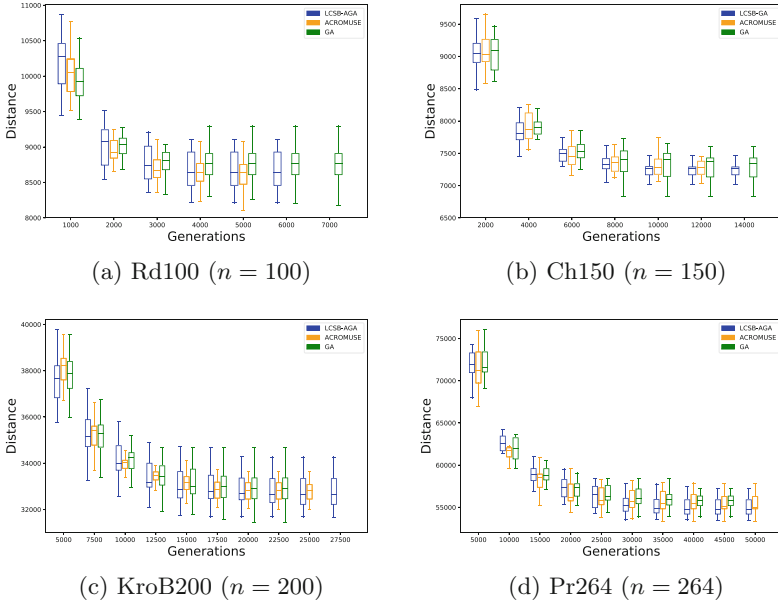 LCSB-AGA
ACROMUSE
GA
Distance
11000
10500
10000
9500
9000
8500
8000
1000 2000 3000 4000 5000 6000 7000
Generations
(a) Rd100 (n = 100)
LCSB-GA
ACROMUSE
GA
Distance
9500
9000
8500
8000
7500
7000
6500
2000 4000 6000 8000 10000 12000 14000
Generations
(b) Ch150 (n = 150)
LCSB-AGA
ACROMUSE
GA
Distance
40000
38000
36000
34000
32000
5000 7500 10000 12500 15000 17500 20000 22500 25000 27500
Generations
(c) KroB200 (n = 200)
LCSB-AGA
ACROMUSE
GA
Distance
75000
70000
65000
60000
55000
5000 10000 15000 20000 25000 30000 35000 40000 45000 50000
Generations
(d) Pr264 (n = 264)